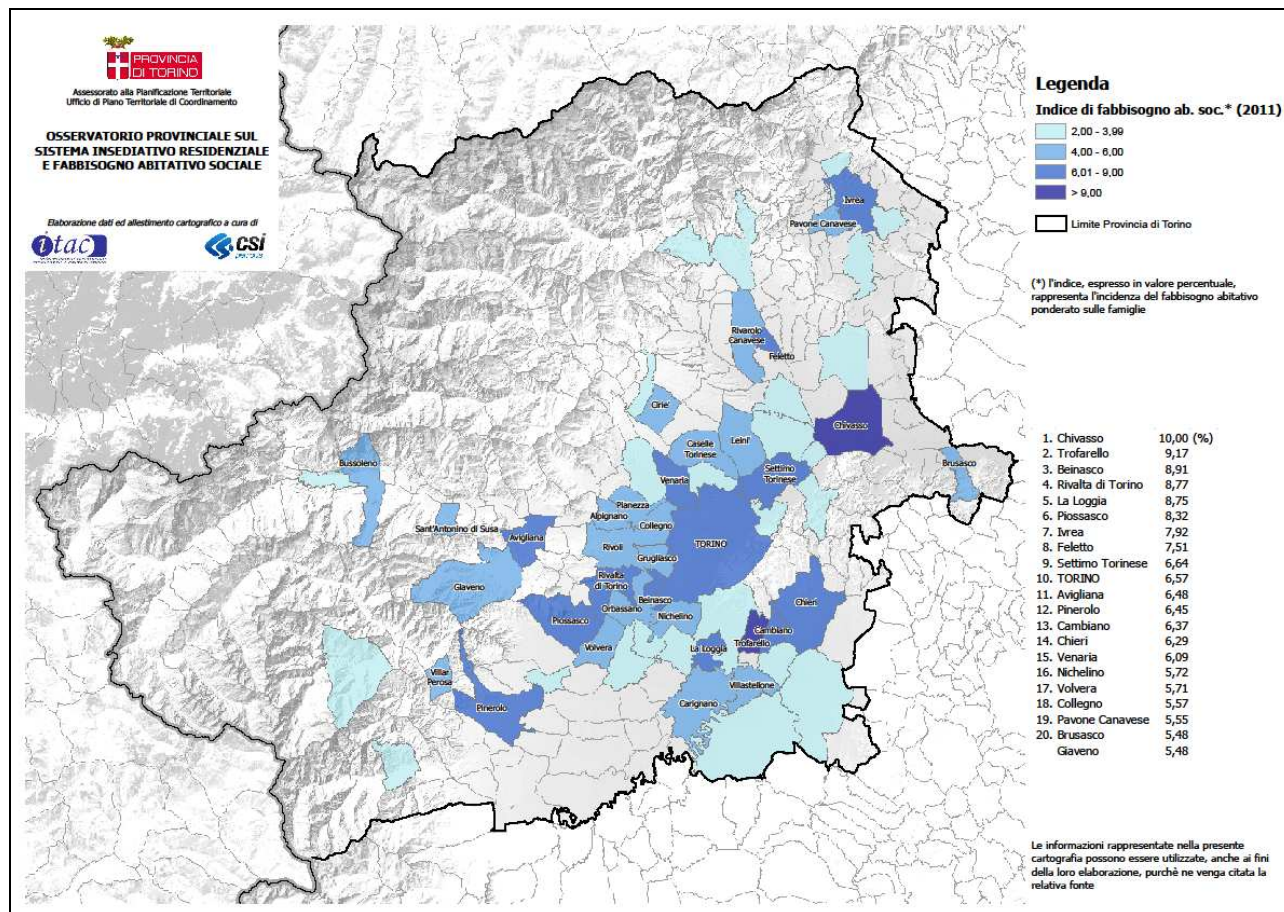 PROVINCIA
DI TORINO
Assessorato alla Pianificazione Territoriale
Ufficio di Piano Territoriale di Coordinamento
OSSERVATORIO PROVINCIALE SUL
SISTEMA INSEDIATIVO RESIDENZIALE
E FABBISOGNO ABITATIVO SOCIALE
Elaborazione dati ed allestimento cartografico a cura di
itac
CSI
Legenda
Indice di fabbisogno ab. soc.* (2011)
2,00 - 3,99
4,00 - 6,00
6,01 - 9,00
> 9,00
Limite Provincia di Torino
(*) l'indice, espresso in valore percentuale,
rappresenta l'incidenza del fabbisogno abitativo
ponderato sulle famiglie
Ivrea
Pavone Canavese
Rivarolo
Canavese
Feletto
Cirie'
Chivasso
Caselle
Torinese
Leini'
Bussoleno
Settimo
Torinese
Brusasco
Venaria
Pianezza
Alpignano
Collegno
Sant'Antonino di Susa
Avigliana
TORINO
Rivoli
Grugliasco
Giaveno
Rivalta
di Torino
Beinasco
Orbassano
Nichelino
Chieri
Piossasco
Cambiano
Trofarello
La Loggia
Volvera
Villar
Perosa
Villastellone
Carignano
Pinerolo
1. Chivasso 10,00 (%)
2. Trofarello 9,17
3. Beinasco 8,91
4. Rivalta di Torino 8,77
5. La Loggia 8,75
6. Piossasco 8,32
7. Ivrea 7,92
8. Feletto 7,51
9. Settimo Torinese 6,64
10. TORINO 6,57
11. Avigliana 6,48
12. Pinerolo 6,45
13. Cambiano 6,37
14. Chieri 6,29
15. Venaria 6,09
16. Nichelino 5,72
17. Volvera 5,71
18. Collegno 5,57
19. Pavone Canavese 5,55
20. Brusasco 5,48
Giaveno 5,48
Le informazioni rappresentate nella presente
cartografia possono essere utilizzate, anche ai fini
della loro elaborazione, purchè ne venga citata la
relativa fonte